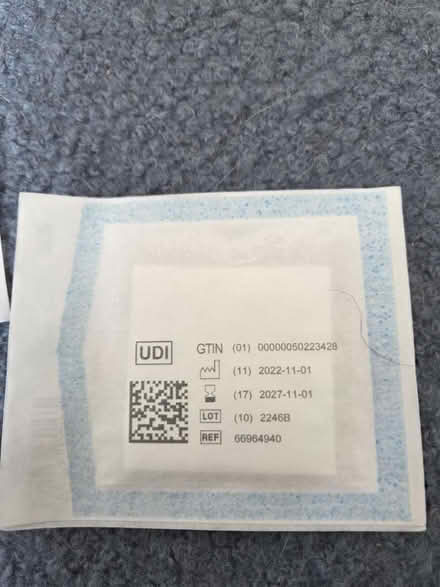 UDI GTIN (01) 00000050223428
(11) 2022-11-01
(17) 2027-11-01
LOT (10) 2246B
REF 66964940